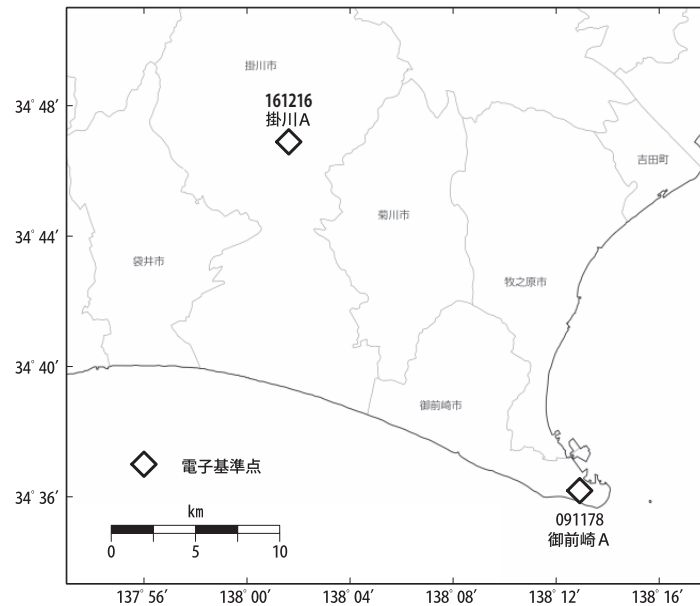 掛川市
34° 48′
161216
掛川A
吉田町
菊川市
34° 44′
袋井市
牧之原市
34° 40′
御前崎市
電子基準点
34° 36′
km
0 5 10
091178
御前崎A
137° 56′ 138° 00′ 138° 04′ 138° 08′ 138° 12′ 138° 16′